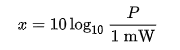 x = 10 log₁₀ P / 1 mW